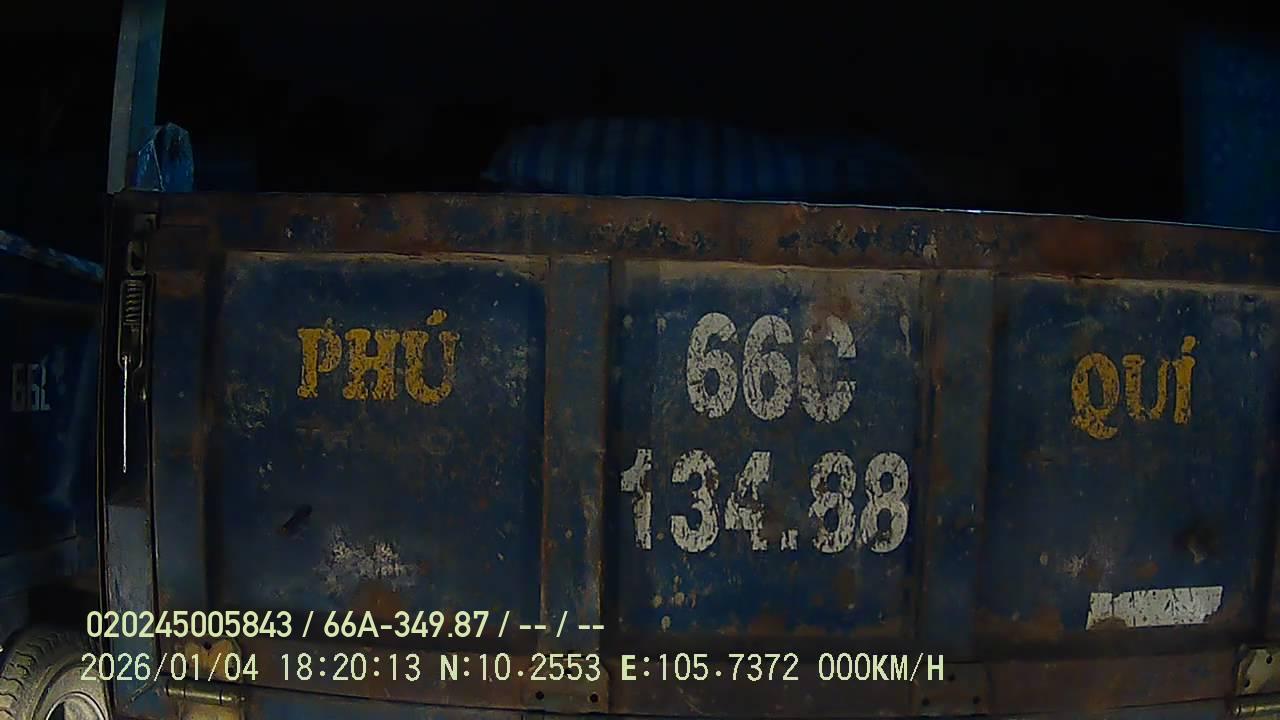 PHÚ
66C
134.88
QUÍ
020245005843 / 66A-349.87 / -- / --
2026/01/04 18:20:13 N:10.2553 E:105.7372 000KM/H